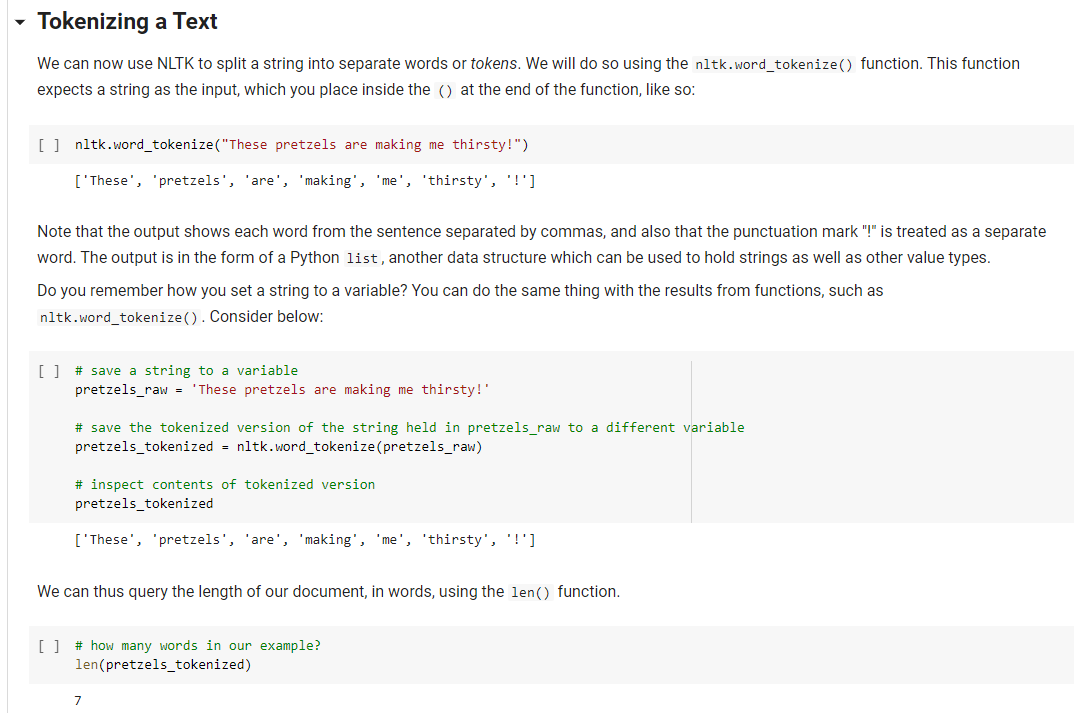 Tokenizing a Text
We can now use NLTK to split a string into separate words or tokens. We will do so using the nltk.word_tokenize() function. This function
expects a string as the input, which you place inside the () at the end of the function, like so:
[ ] nltk.word_tokenize("These pretzels are making me thirsty!")
['These', 'pretzels', 'are', 'making', 'me', 'thirsty', '!']
Note that the output shows each word from the sentence separated by commas, and also that the punctuation mark "!" is treated as a separate
word. The output is in the form of a Python list, another data structure which can be used to hold strings as well as other value types.
Do you remember how you set a string to a variable? You can do the same thing with the results from functions, such as
nltk.word_tokenize(). Consider below:
[ ] # save a string to a variable
pretzels_raw = 'These pretzels are making me thirsty!'
# save the tokenized version of the string held in pretzels_raw to a different variable
pretzels_tokenized = nltk.word_tokenize(pretzels_raw)
# inspect contents of tokenized version
pretzels_tokenized
['These', 'pretzels', 'are', 'making', 'me', 'thirsty', '!']
We can thus query the length of our document, in words, using the len() function.
[ ] # how many words in our example?
len(pretzels_tokenized)
7